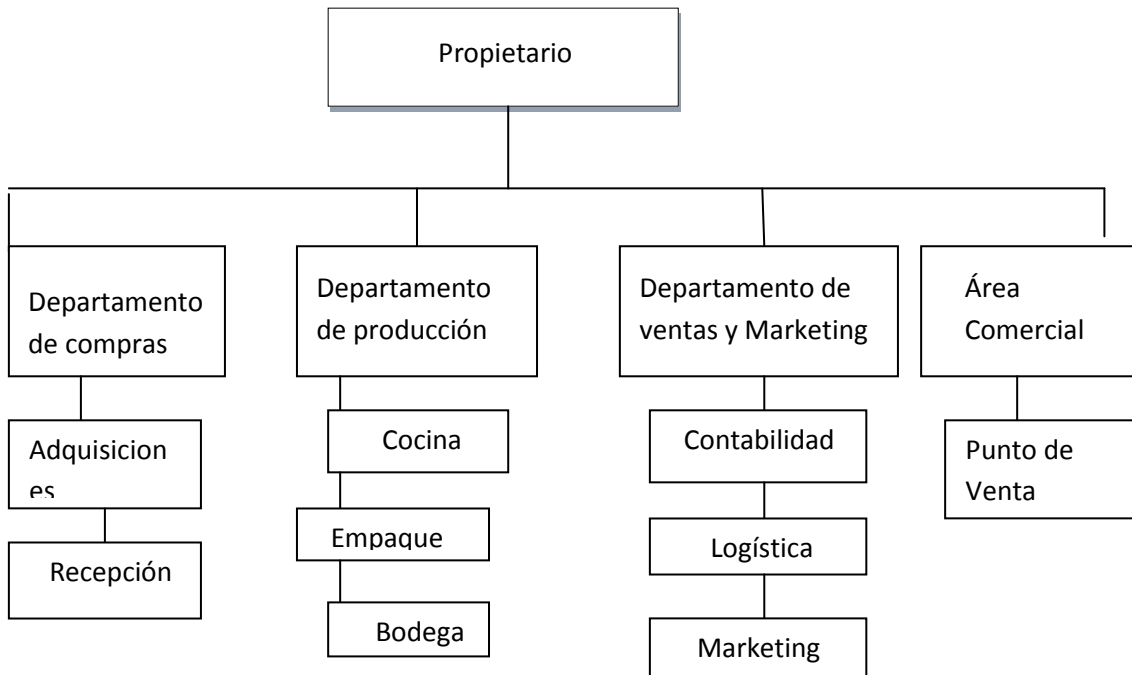 Propietario
Departamento
de compras
Adquisicion
es
Recepción
Departamento
de producción
Cocina
Empaque
Bodega
Departamento de
ventas y Marketing
Contabilidad
Logística
Marketing
Área
Comercial
Punto de
Venta